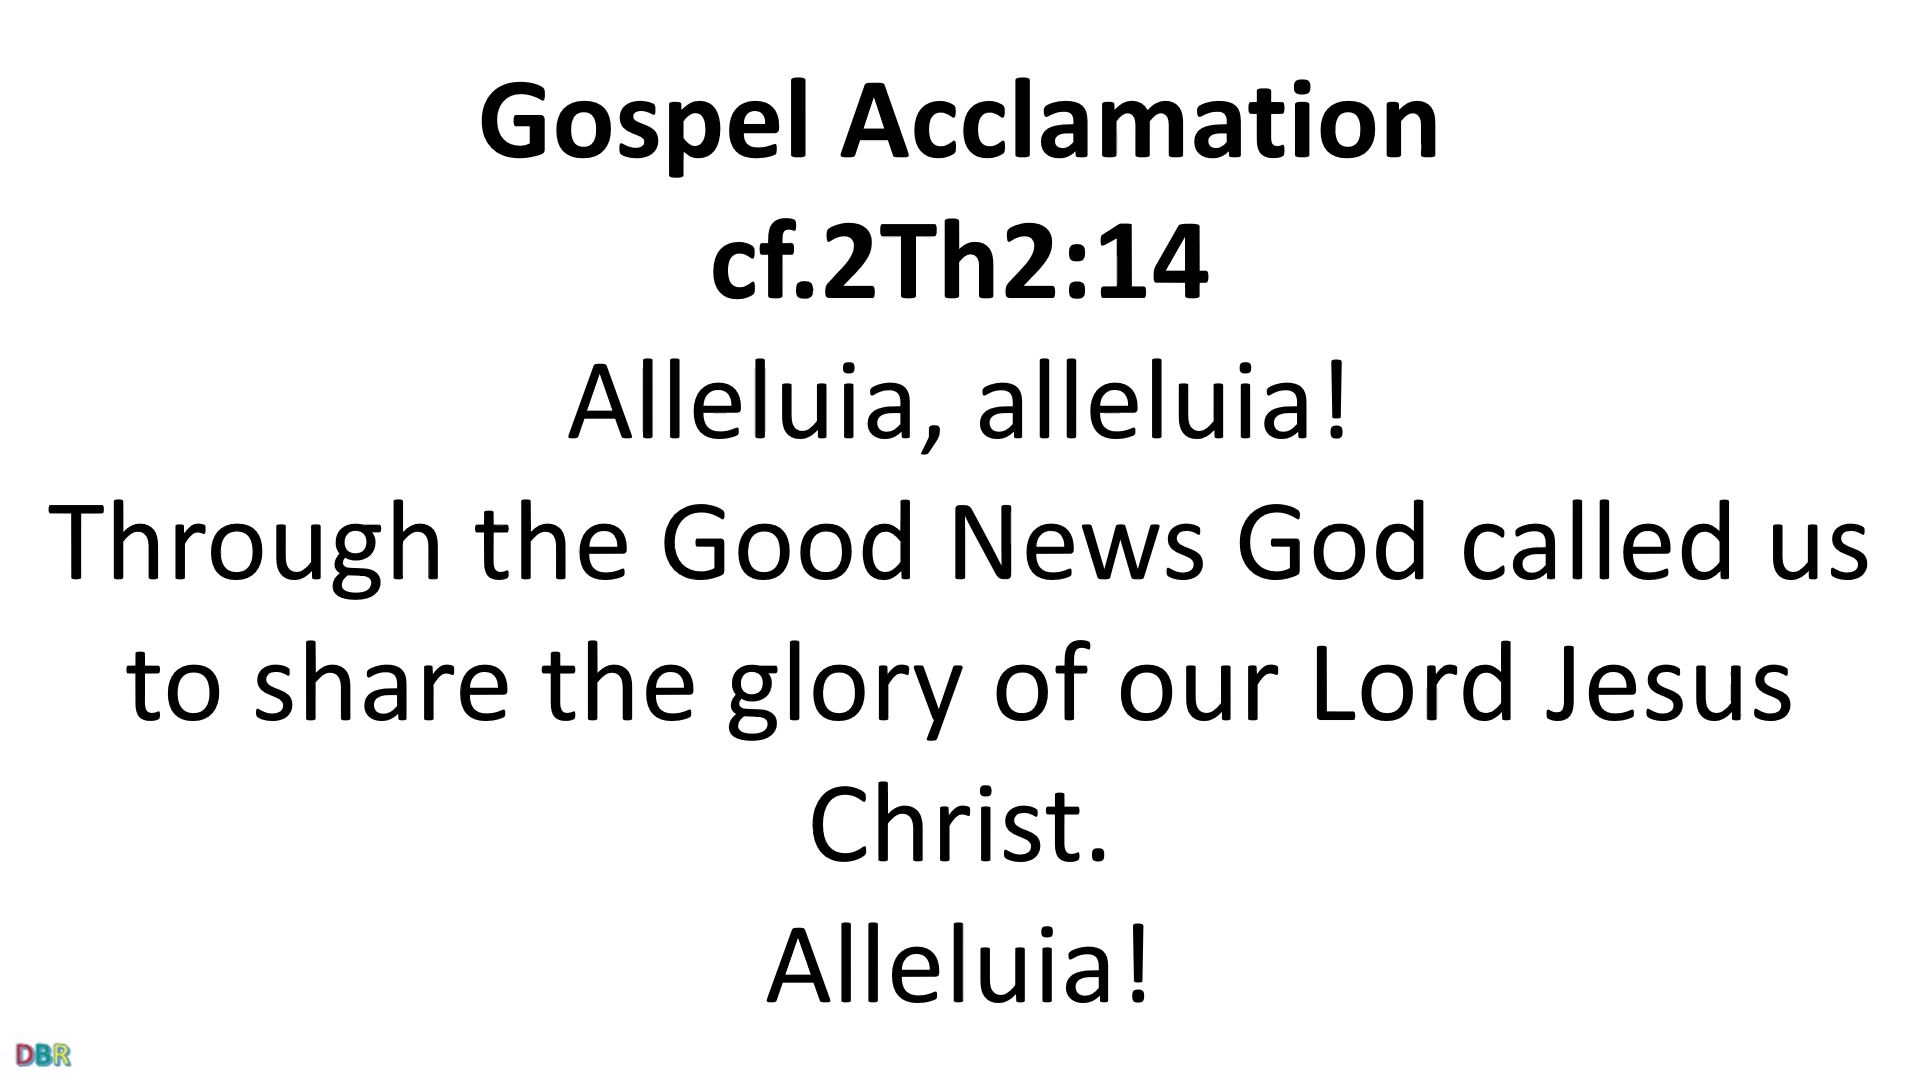 Gospel Acclamation
cf.2Th2:14
Alleluia, alleluia!
Through the Good News God called us
to share the glory of our Lord Jesus
Christ.
Alleluia!
DBR